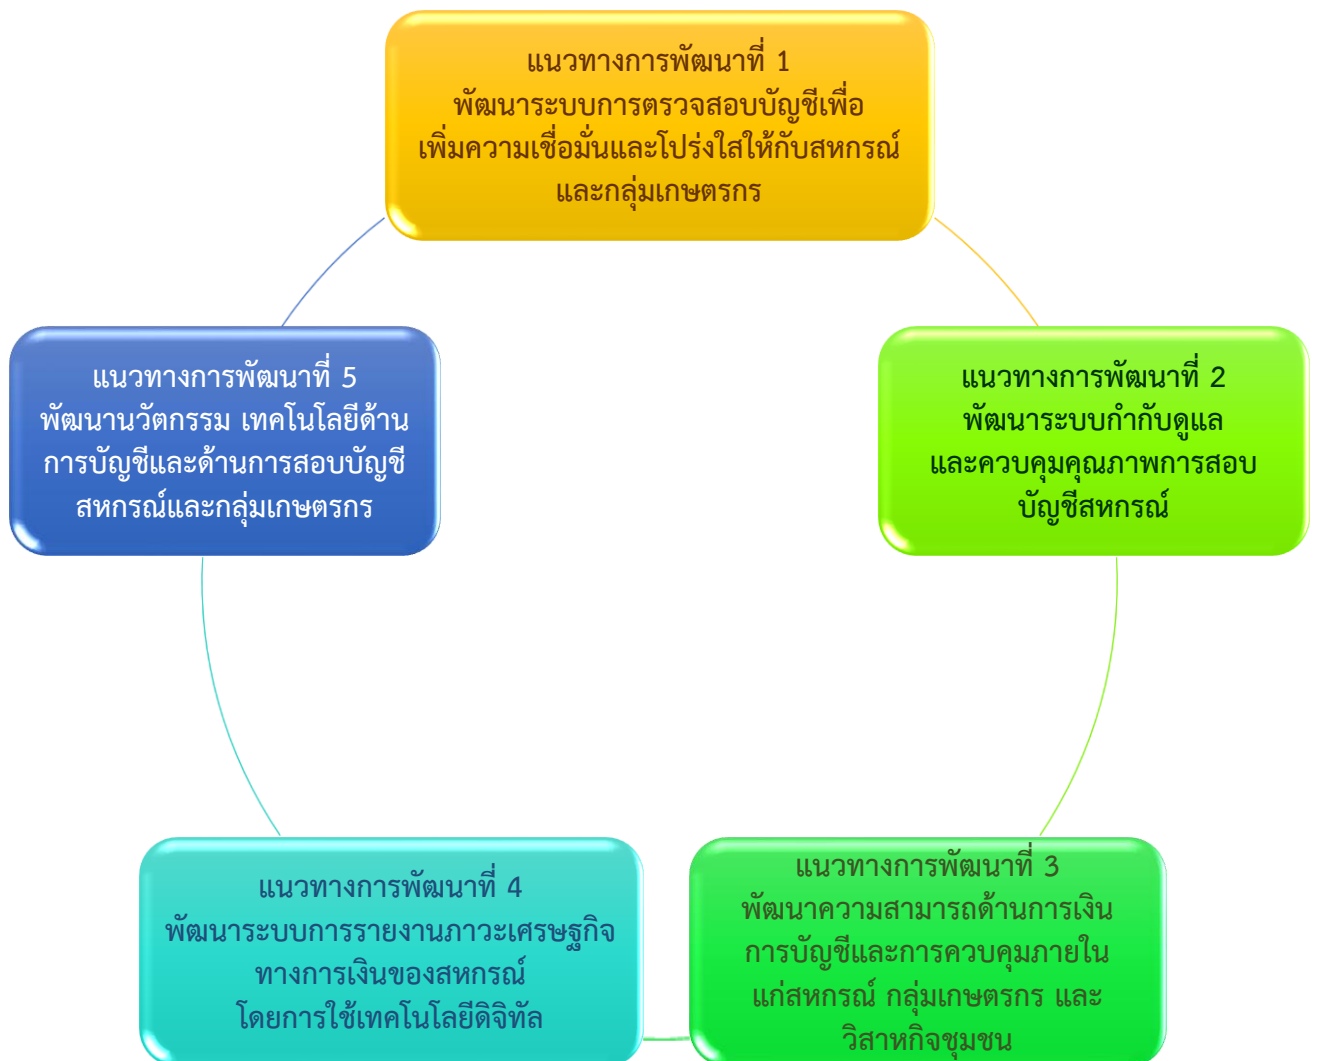 แนวทางการพัฒนาที่ 1
พัฒนาระบบการตรวจสอบบัญชีเพื่อ
เพิ่มความเชื่อมั่นและโปร่งใสให้กับสหกรณ์
และกลุ่มเกษตรกร
แนวทางการพัฒนาที่ 2
พัฒนาระบบกำกับดูแล
และควบคุมคุณภาพการสอบ
บัญชีสหกรณ์
แนวทางการพัฒนาที่ 3
พัฒนาความสามารถด้านการเงิน
การบัญชีและการควบคุมภายใน
แก่สหกรณ์ กลุ่มเกษตรกร และ
วิสาหกิจชุมชน
แนวทางการพัฒนาที่ 4
พัฒนาระบบการรายงานภาวะเศรษฐกิจ
ทางการเงินของสหกรณ์
โดยการใช้เทคโนโลยีดิจิทัล
แนวทางการพัฒนาที่ 5
พัฒนานวัตกรรม เทคโนโลยีด้าน
การบัญชีและด้านการสอบบัญชี
สหกรณ์และกลุ่มเกษตรกร